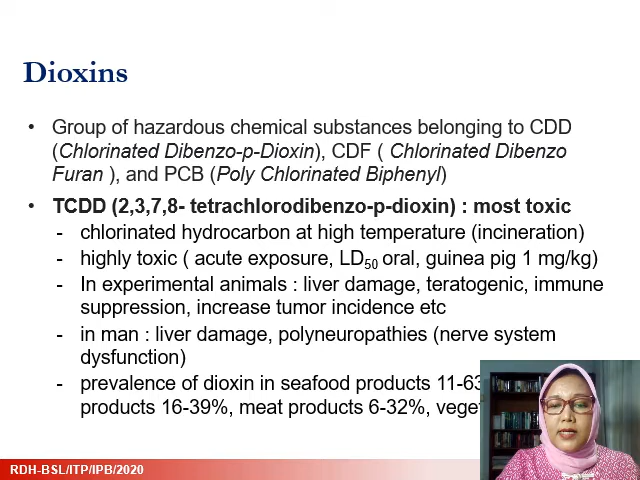 Dioxins
• Group of hazardous chemical substances belonging to CDD
(Chlorinated Dibenzo-p-Dioxin), CDF ( Chlorinated Dibenzo
Furan ), and PCB (Poly Chlorinated Biphenyl)
• TCDD (2,3,7,8- tetrachlorodibenzo-p-dioxin) : most toxic
- chlorinated hydrocarbon at high temperature (incineration)
- highly toxic ( acute exposure, LD50 oral, guinea pig 1 mg/kg)
- In experimental animals : liver damage, teratogenic, immune
suppression, increase tumor incidence etc
- in man : liver damage, polyneuropathies (nerve system
dysfunction)
- prevalence of dioxin in seafood products 11-63
products 16-39%, meat products 6-32%,
RDH-BSL/ITP/IPB/2020